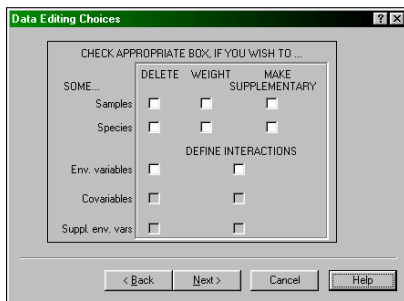 Data Editing Choices
CHECK APPROPRIATE BOX, IF YOU WISH TO ...
DELETE WEIGHT MAKE
SOME... SUPPLEMENTARY
Samples
Species
DEFINE INTERACTIONS
Env. variables
Covariables
Suppl. env. vars
< Back Next > Cancel Help